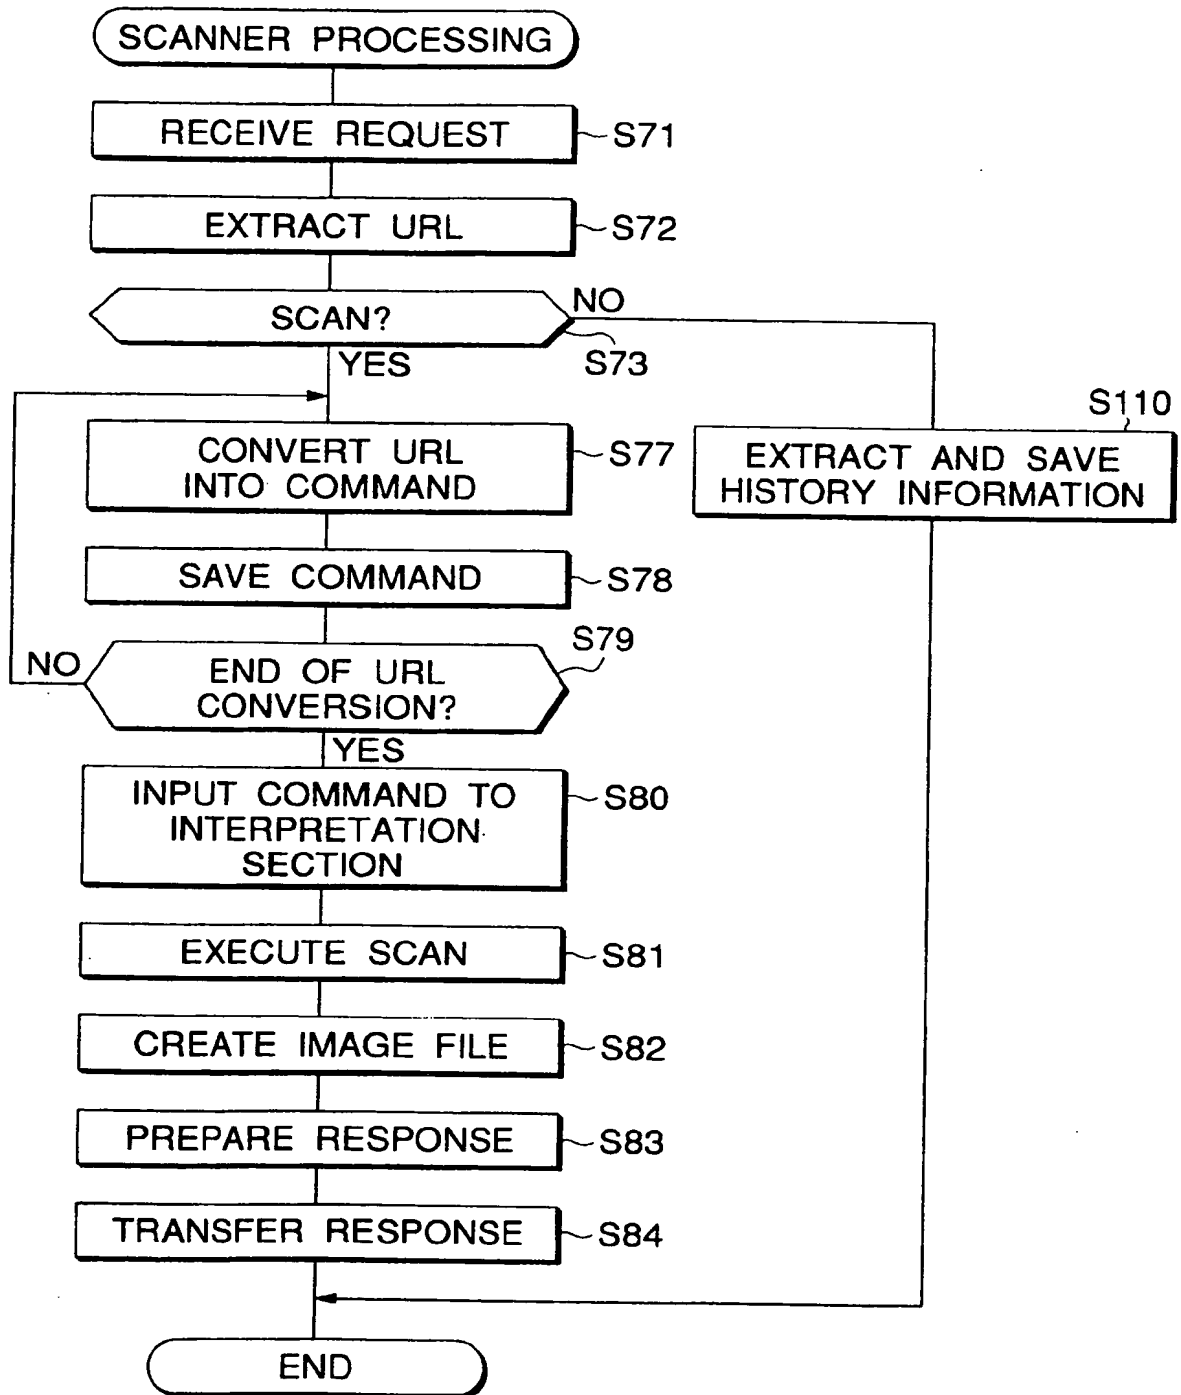 SCANNER PROCESSING
RECEIVE REQUEST
S71
EXTRACT URL
S72
SCAN?
NO
S73
YES
S110
EXTRACT AND SAVE
HISTORY INFORMATION
CONVERT URL
INTO COMMAND
S77
SAVE COMMAND
S78
S79
NO
END OF URL
CONVERSION?
YES
INPUT COMMAND TO
INTERPRETATION
SECTION
S80
EXECUTE SCAN
S81
CREATE IMAGE FILE
S82
PREPARE RESPONSE
S83
TRANSFER RESPONSE
S84
END